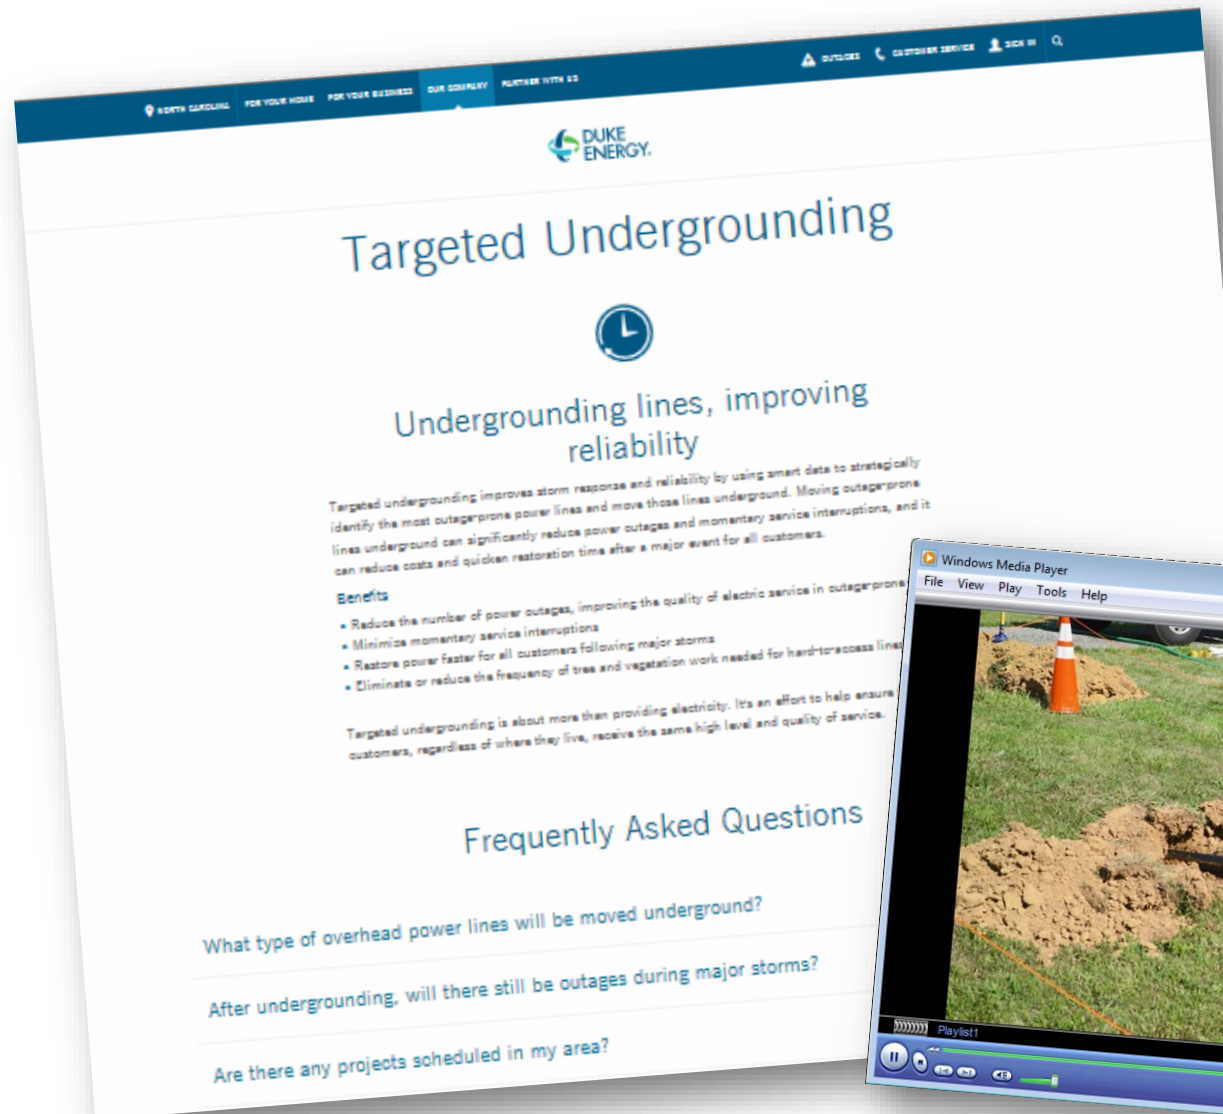 NORTH CAROLINA FOR YOUR HOME FOR YOUR BUSINESS OUR COMPANY PARTNER WITH US OUTAGES CUSTOMER SERVICE SIGN IN
DUKE
ENERGY.
Targeted Undergrounding
Undergrounding lines, improving
reliability
Targeted undergrounding improves storm response and reliability by using smart data to strategically
identify the most outage-prone power lines and move those lines underground. Moving outage-prone
lines underground can significantly reduce power outages and momentary service interruptions, and it
can reduce costs and quicken restoration time after a major event for all customers.
Benefits
• Reduce the number of power outages, improving the quality of electric service in outage-prone
• Minimize momentary service interruptions
• Restore power faster for all customers following major storms
• Eliminate or reduce the frequency of tree and vegetation work needed for hard-to-access lines
Targeted undergrounding is about more than providing electricity. It's an effort to help ensure
customers, regardless of where they live, receive the same high level and quality of service.
Frequently Asked Questions
What type of overhead power lines will be moved underground?
After undergrounding, will there still be outages during major storms?
Are there any projects scheduled in my area?
Windows Media Player
File View Play Tools Help
Playlist1